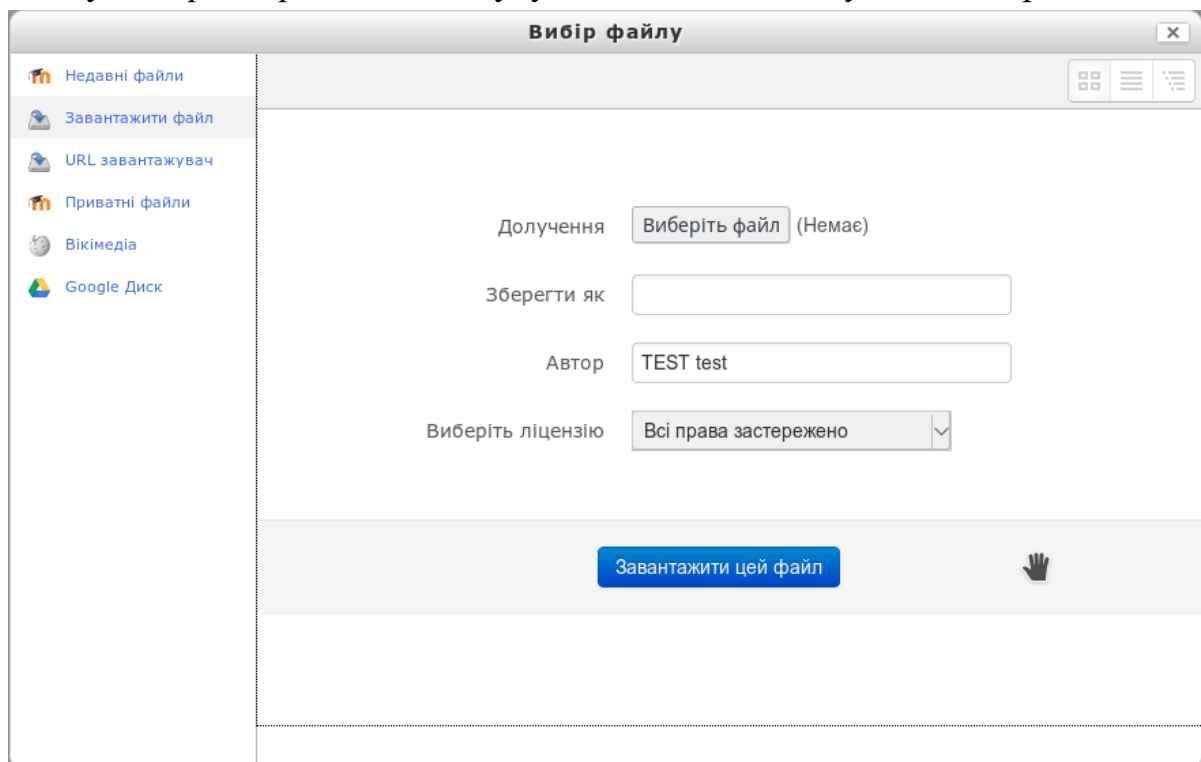 Вибір файлу
Недавні файли
Завантажити файл
URL завантажувач
Приватні файли
Вікімедіа
Google Диск
Долучення Виберіть файл (Немає)
Зберегти як
Автор TEST test
Виберіть ліцензію Всі права застережено
Завантажити цей файл